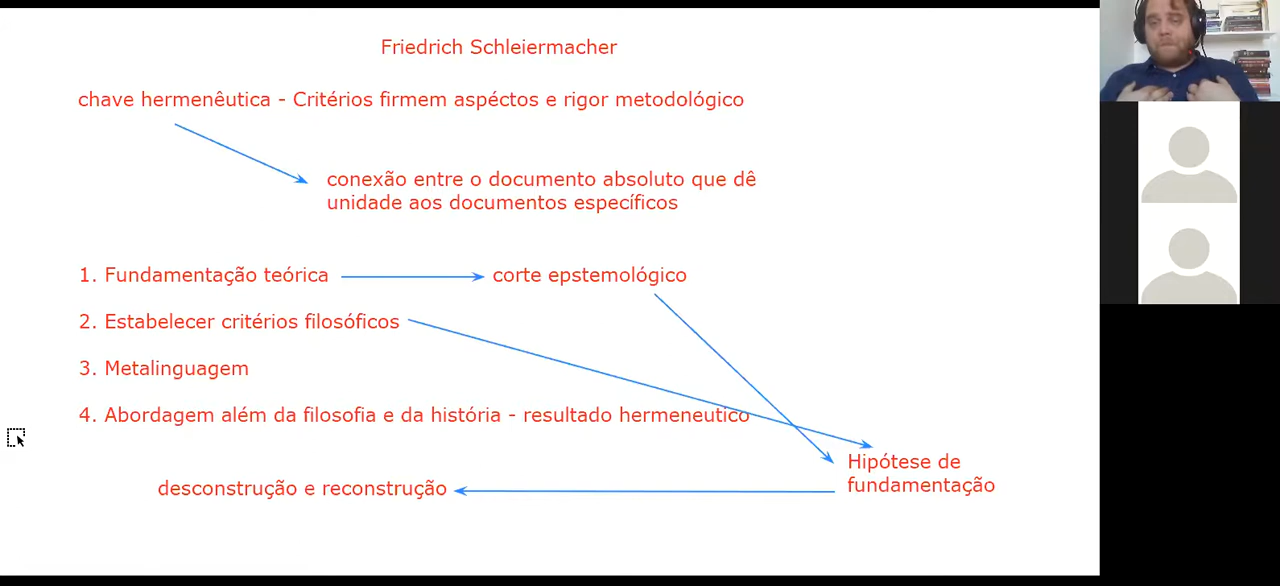 Friedrich Schleiermacher
chave hermenêutica - Critérios firmem aspéctos e rigor metodológico
conexão entre o documento absoluto que dê
unidade aos documentos específicos
1. Fundamentação teórica
corte epstemológico
2. Estabelecer critérios filosóficos
3. Metalinguagem
4. Abordagem além da filosofia e da história - resultado hermeneutico
Hipótese de
fundamentação
desconstrução e reconstrução